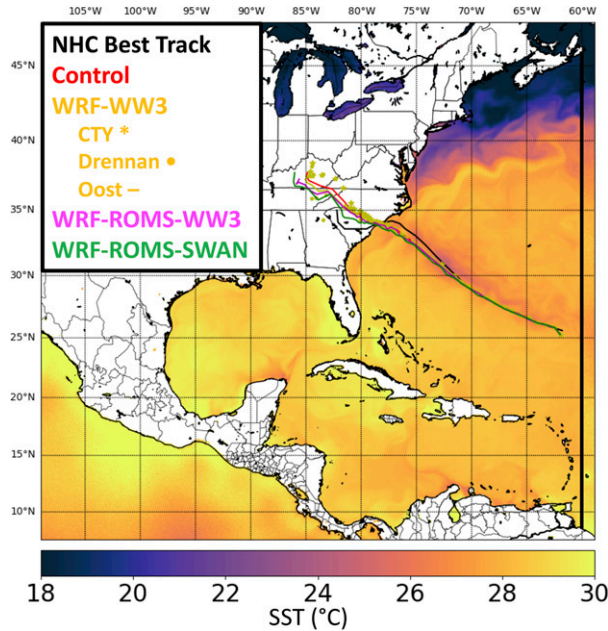 NHC Best Track
Control
WRF-WW3
CTY *
Drennan •
Oost –
WRF-ROMS-WW3
WRF-ROMS-SWAN
45°N
40°N
35°N
30°N
25°N
20°N
15°N
10°N
105°W 100°W 95°W 90°W 85°W 80°W 75°W 70°W 65°W 60°W
18 20 22 24 26 28 30
SST (°C)